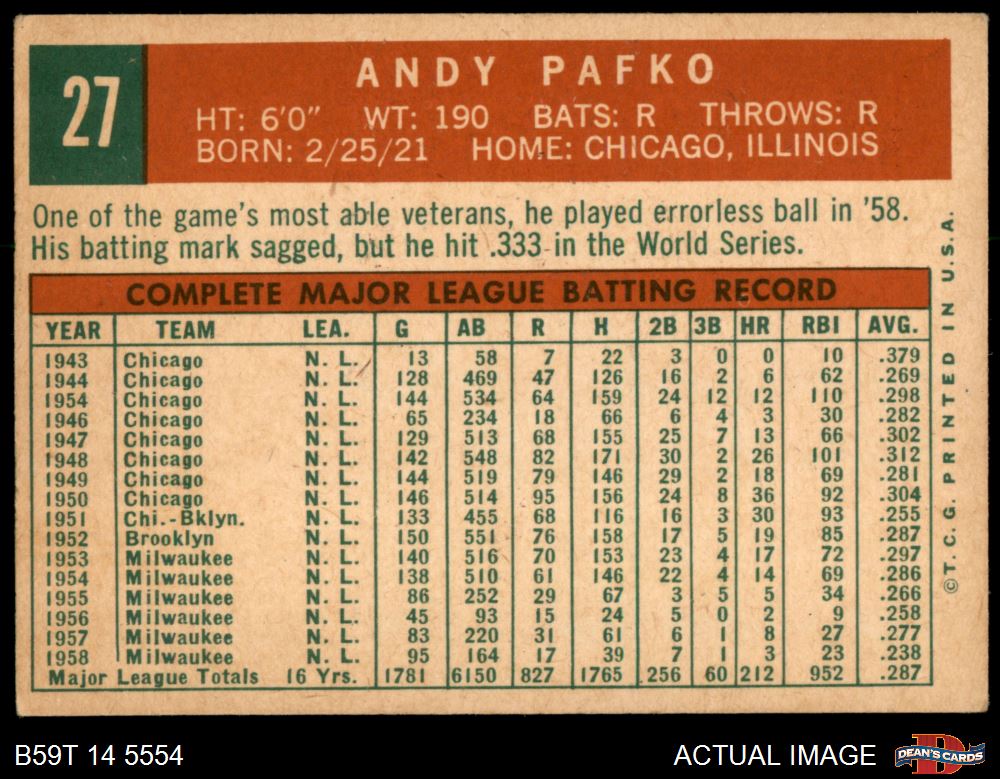 27
ANDY PAFKO
HT: 6'0" WT: 190 BATS: R THROWS: R
BORN: 2/25/21 HOME: CHICAGO, ILLINOIS
One of the game's most able veterans, he played errorless ball in '58.
His batting mark sagged, but he hit .333 in the World Series.
COMPLETE MAJOR LEAGUE BATTING RECORD
YEAR TEAM LEA. G AB R H 2B 3B HR RBI AVG.
1943 Chicago N. L. 13 58 7 22 3 0 0 10 .379
1944 Chicago N. L. 128 469 47 126 16 2 6 62 .269
1954 Chicago N. L. 144 534 64 159 24 12 12 110 .298
1946 Chicago N. L. 65 234 18 66 6 4 3 30 .282
1947 Chicago N. L. 129 513 68 155 25 7 13 66 .302
1948 Chicago N. L. 142 548 82 171 30 2 26 101 .312
1949 Chicago N. L. 144 519 79 146 29 2 18 69 .281
1950 Chicago N. L. 146 514 95 156 24 8 36 92 .304
1951 Chi.-Bklyn. N. L. 133 455 68 116 16 3 30 93 .255
1952 Brooklyn N. L. 150 551 76 158 17 5 19 85 .287
1953 Milwaukee N. L. 140 516 70 153 23 4 17 72 .297
1954 Milwaukee N. L. 138 510 61 146 22 4 14 69 .286
1955 Milwaukee N. L. 86 252 29 67 3 5 5 34 .266
1956 Milwaukee N. L. 45 93 15 24 5 0 2 9 .258
1957 Milwaukee N. L. 83 220 31 61 6 1 8 27 .277
1958 Milwaukee N. L. 95 164 17 39 7 1 3 23 .238
Major League Totals 16 Yrs. 1781 6150 827 1765 256 60 212 952 .287
©T. C. G. PRINTED IN U.S.A.
B59T 14 5554
ACTUAL IMAGE
DEAN'S CARDS